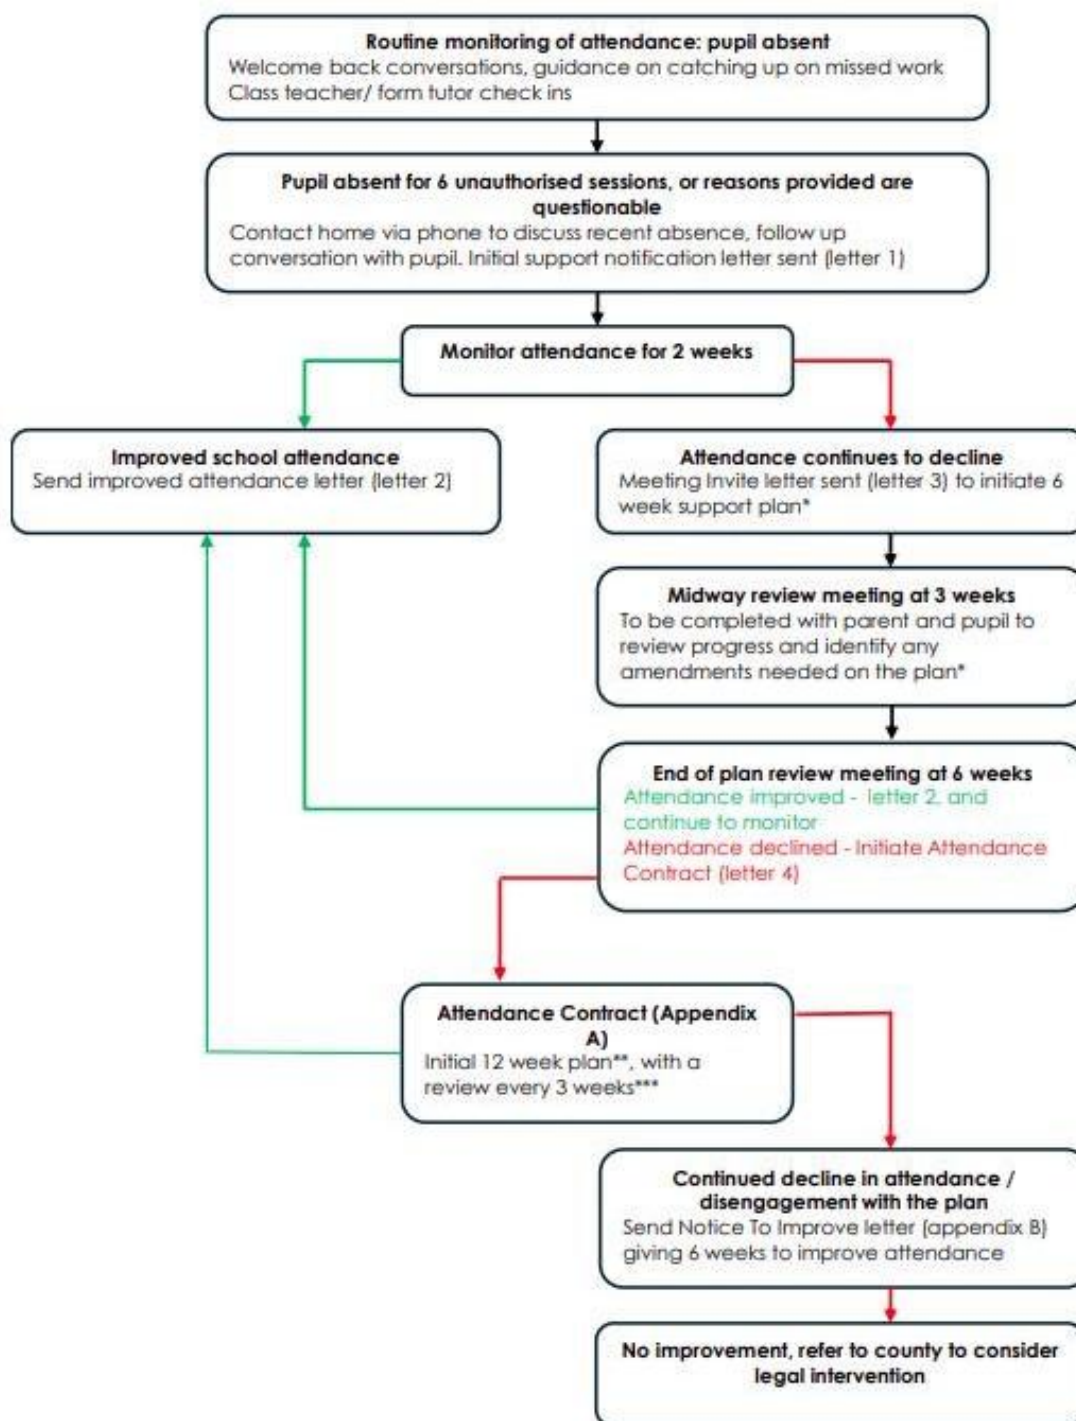 Routine monitoring of attendance: pupil absent
Welcome back conversations, guidance on catching up on missed work
Class teacher/ form tutor check ins
Pupil absent for 6 unauthorised sessions, or reasons provided are
questionable
Contact home via phone to discuss recent absence, follow up
conversation with pupil. Initial support notification letter sent (letter 1)
Monitor attendance for 2 weeks
Improved school attendance
Send improved attendance letter (letter 2)
Attendance continues to decline
Meeting Invite letter sent (letter 3) to initiate 6
week support plan*
Midway review meeting at 3 weeks
To be completed with parent and pupil to
review progress and identify any
amendments needed on the plan*
End of plan review meeting at 6 weeks
Attendance improved - letter 2, and
continue to monitor
Attendance declined - Initiate Attendance
Contract (letter 4)
Attendance Contract (Appendix
A)
Initial 12 week plan**, with a
review every 3 weeks***
Continued decline in attendance /
disengagement with the plan
Send Notice To Improve letter (appendix B)
giving 6 weeks to improve attendance
No improvement, refer to county to consider
legal intervention